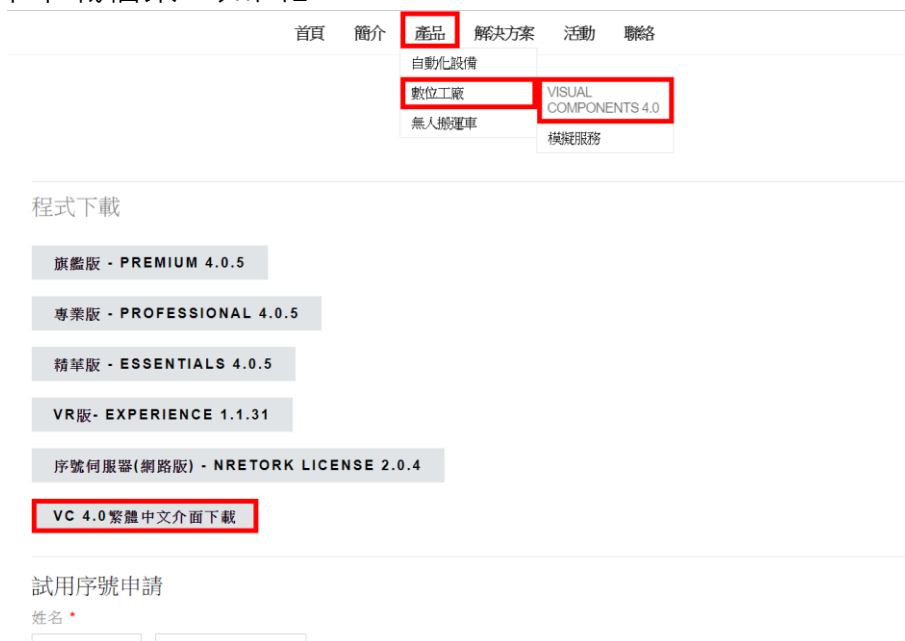 首頁 簡介 產品 解決方案 活動 聯絡
自動化設備
數位工廠
無人搬運車
VISUAL
COMPONENTS 4.0
模擬服務
程式下載
旗艦版 - PREMIUM 4.0.5
專業版 - PROFESSIONAL 4.0.5
精華版 - ESSENTIALS 4.0.5
VR版- EXPERIENCE 1.1.31
序號伺服器(網路版) - NRETORK LICENSE 2.0.4
VC 4.0繁體中文介面下載
試用序號申請
姓名 *